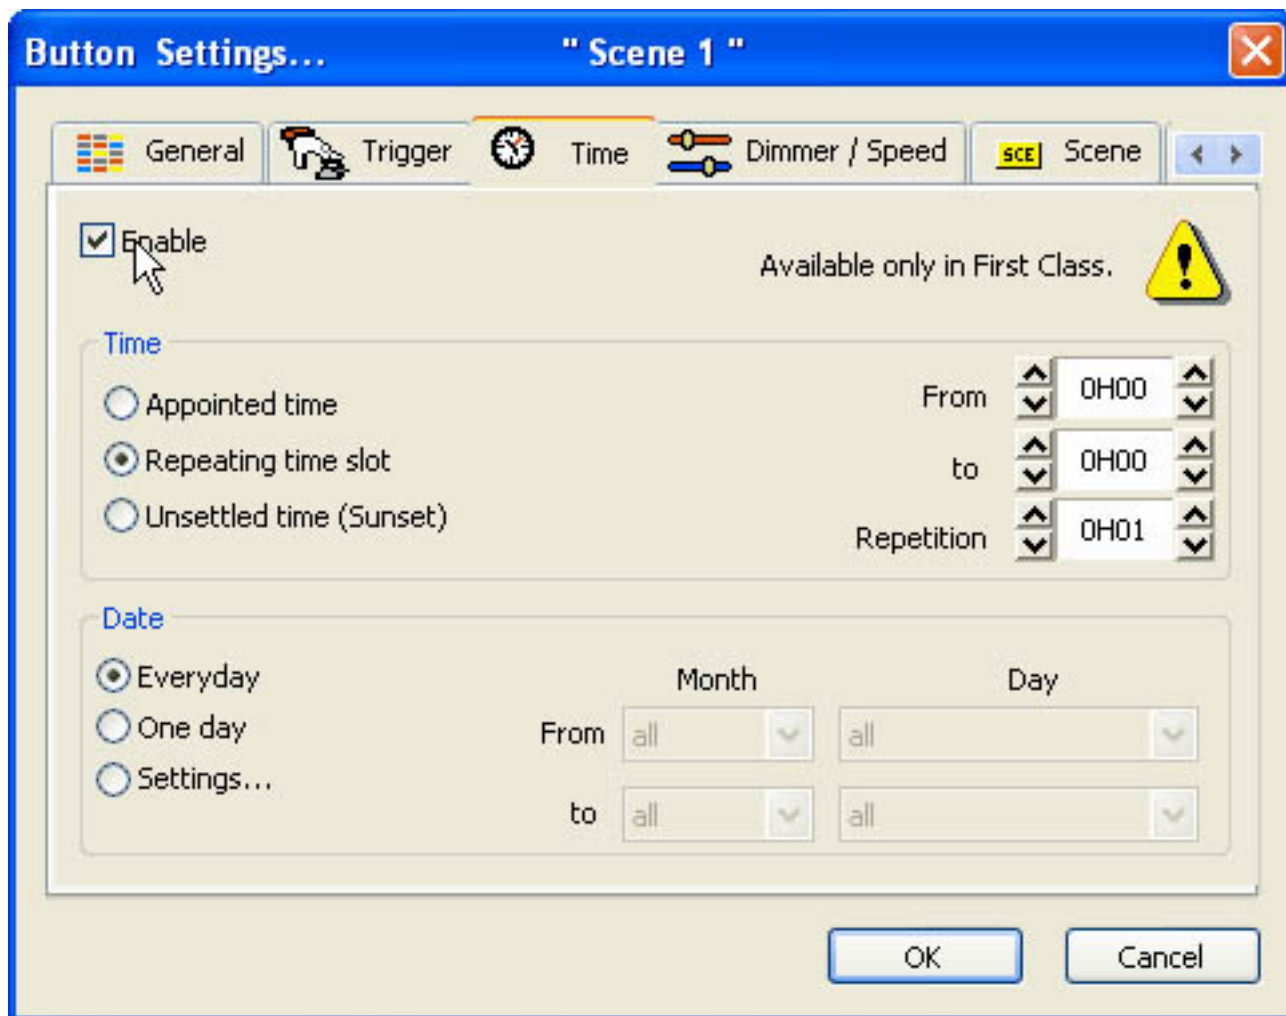 Button Settings... " Scene 1 "
General Trigger Time Dimmer / Speed SCE Scene
Enable
Available only in First Class.
Time
Appointed time
From 0H00
Repeating time slot
to 0H00
Unsettled time (Sunset)
Repetition 0H01
Date
Everyday
Month Day
One day
From all all
Settings...
to all all
OK Cancel